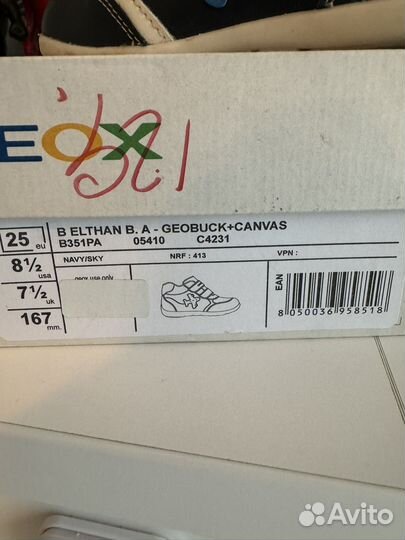 EOX
25 eu
B ELTHAN B. A - GEOBUCK+CANVAS
B351PA 05410 C4231
8½ usa
NAVY/SKY NRF : 413 VPN :
geox use only
7½ uk
167 mm.
EAN
8 050036 958518
Avito